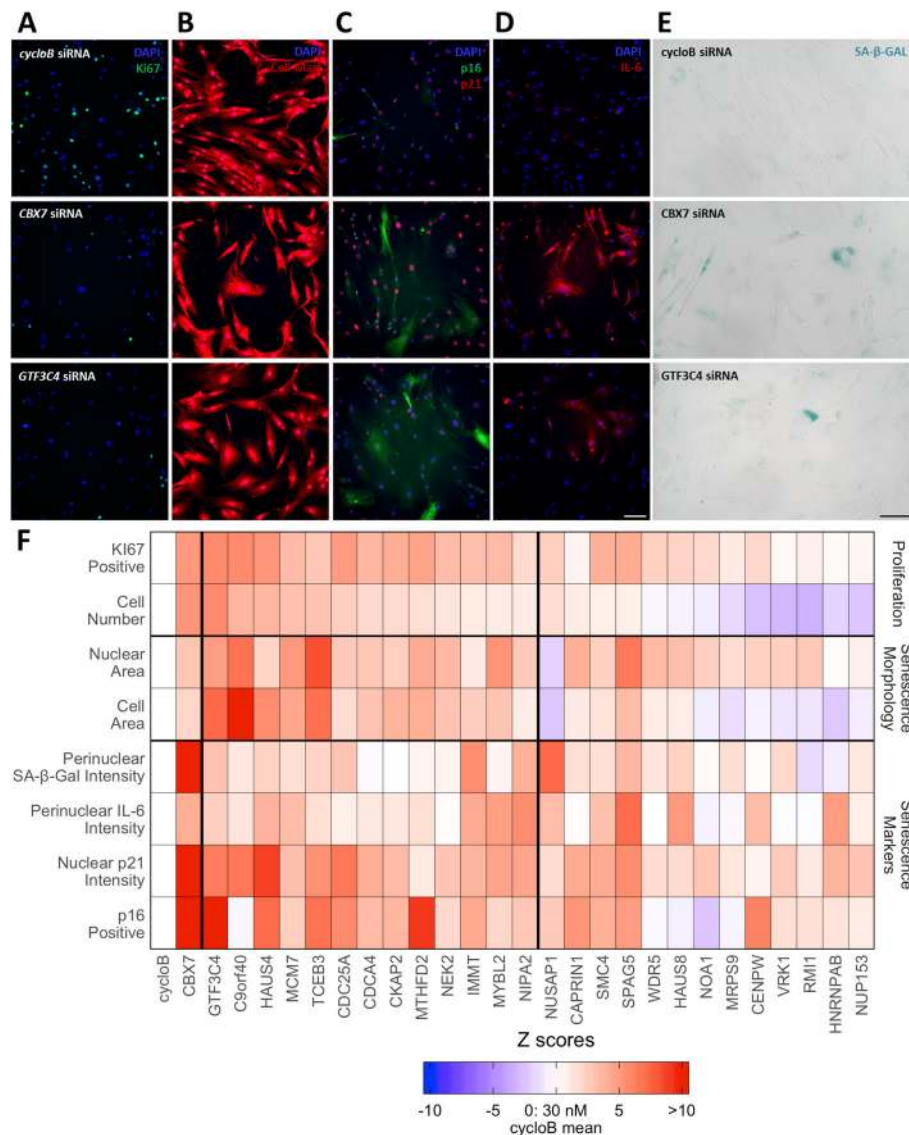 A
B
C
D
E
cycloB siRNA
DAPI
Ki67
DAPI
Cell Mask
DAPI
p16
p21
DAPI
IL-6
cycloB siRNA
SA-β-GAL
CBX7 siRNA
CBX7 siRNA
GTF3C4 siRNA
GTF3C4 siRNA
F
KI67
Positive
Cell
Number
Nuclear
Area
Cell
Area
Perinuclear
SA-β-Gal Intensity
Perinuclear IL-6
Intensity
Nuclear p21
Intensity
p16
Positive
Proliferation
Senescence
Morphology
Senescence
Markers
cycloB
CBX7
GTF3C4
C9orf40
HAUS4
MCM7
TCEB3
CDC25A
CDCA4
CKAP2
MTHFD2
NEK2
IMMT
MYBL2
NIPA2
NUSAP1
CAPRIN1
SMC4
SPAG5
WDR5
HAUS8
NOA1
MRPS9
CENPW
VRK1
RMI1
HNRNPAB
NUP153
Z scores
-10
-5
0: 30 nM
5
>10
cycloB mean